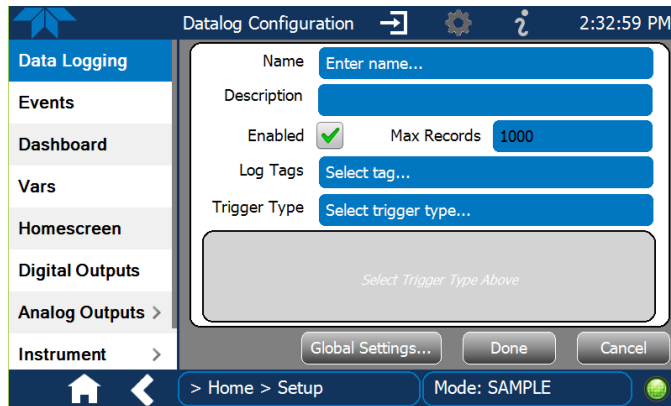 Datalog Configuration
2:32:59 PM
Data Logging
Events
Dashboard
Vars
Homescreen
Digital Outputs
Analog Outputs >
Instrument >
Name Enter name...
Description
Enabled Max Records 1000
Log Tags Select tag...
Trigger Type Select trigger type...
Select Trigger Type Above
Global Settings... Done Cancel
> Home > Setup Mode: SAMPLE